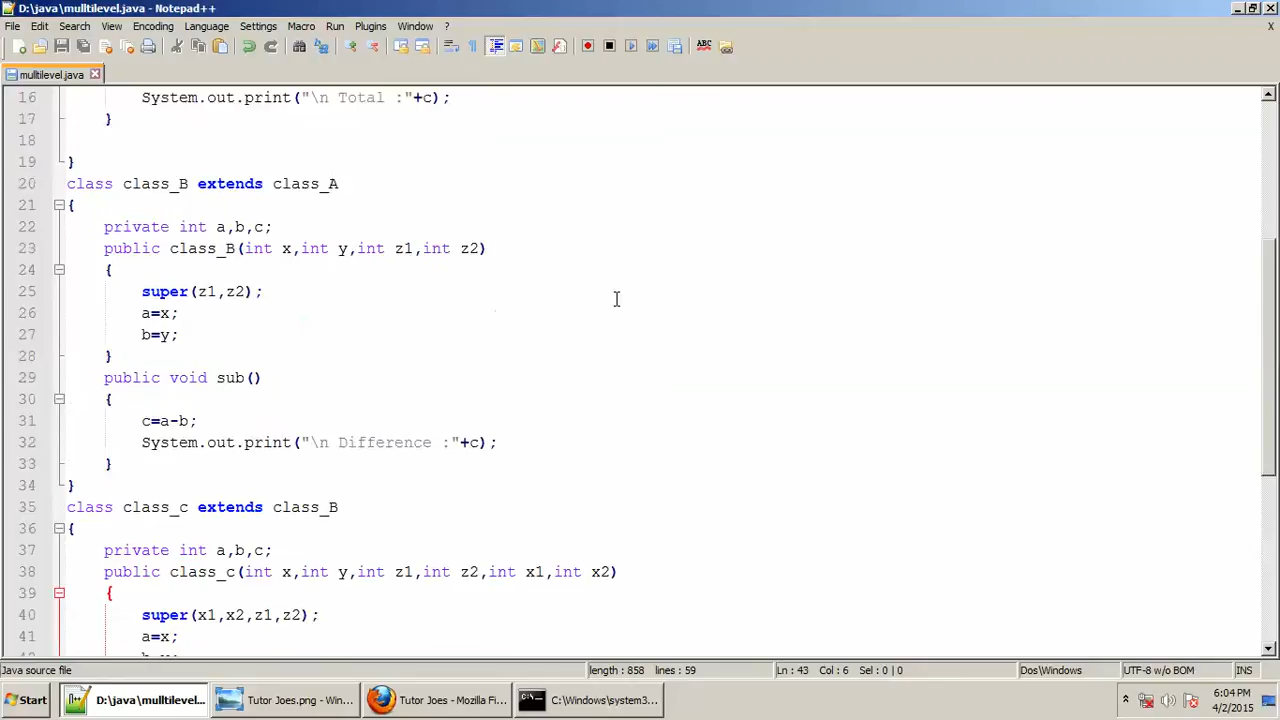 D:\java\mulltilevel.java - Notepad++
File Edit Search View Encoding Language Settings Macro Run Plugins Window ? X
ABC
mulltilevel.java
16 System.out.print("\n Total :"+c);
17 }
18
19 }
20 class class_B extends class_A
21 {
22 private int a,b,c;
23 public class_B(int x,int y,int z1,int z2)
24 {
25 super(z1,z2);
26 a=x;
27 b=y;
28 }
29 public void sub()
30 {
31 c=a-b;
32 System.out.print("\n Difference :"+c);
33 }
34 }
35 class class_c extends class_B
36 {
37 private int a,b,c;
38 public class_c(int x,int y,int z1,int z2,int x1,int x2)
39 {
40 super(x1,x2,z1,z2);
41 a=x;
Java source file length : 858 lines : 59 Ln : 43 Col : 6 Sel : 0 | 0 Dos\Windows UTF-8 w/o BOM INS
Start D:\java\mulltilevel.... Tutor Joes.png - Win... Tutor Joes - Mozilla Fi... C:\Windows\system3... 6:04 PM
4/2/2015